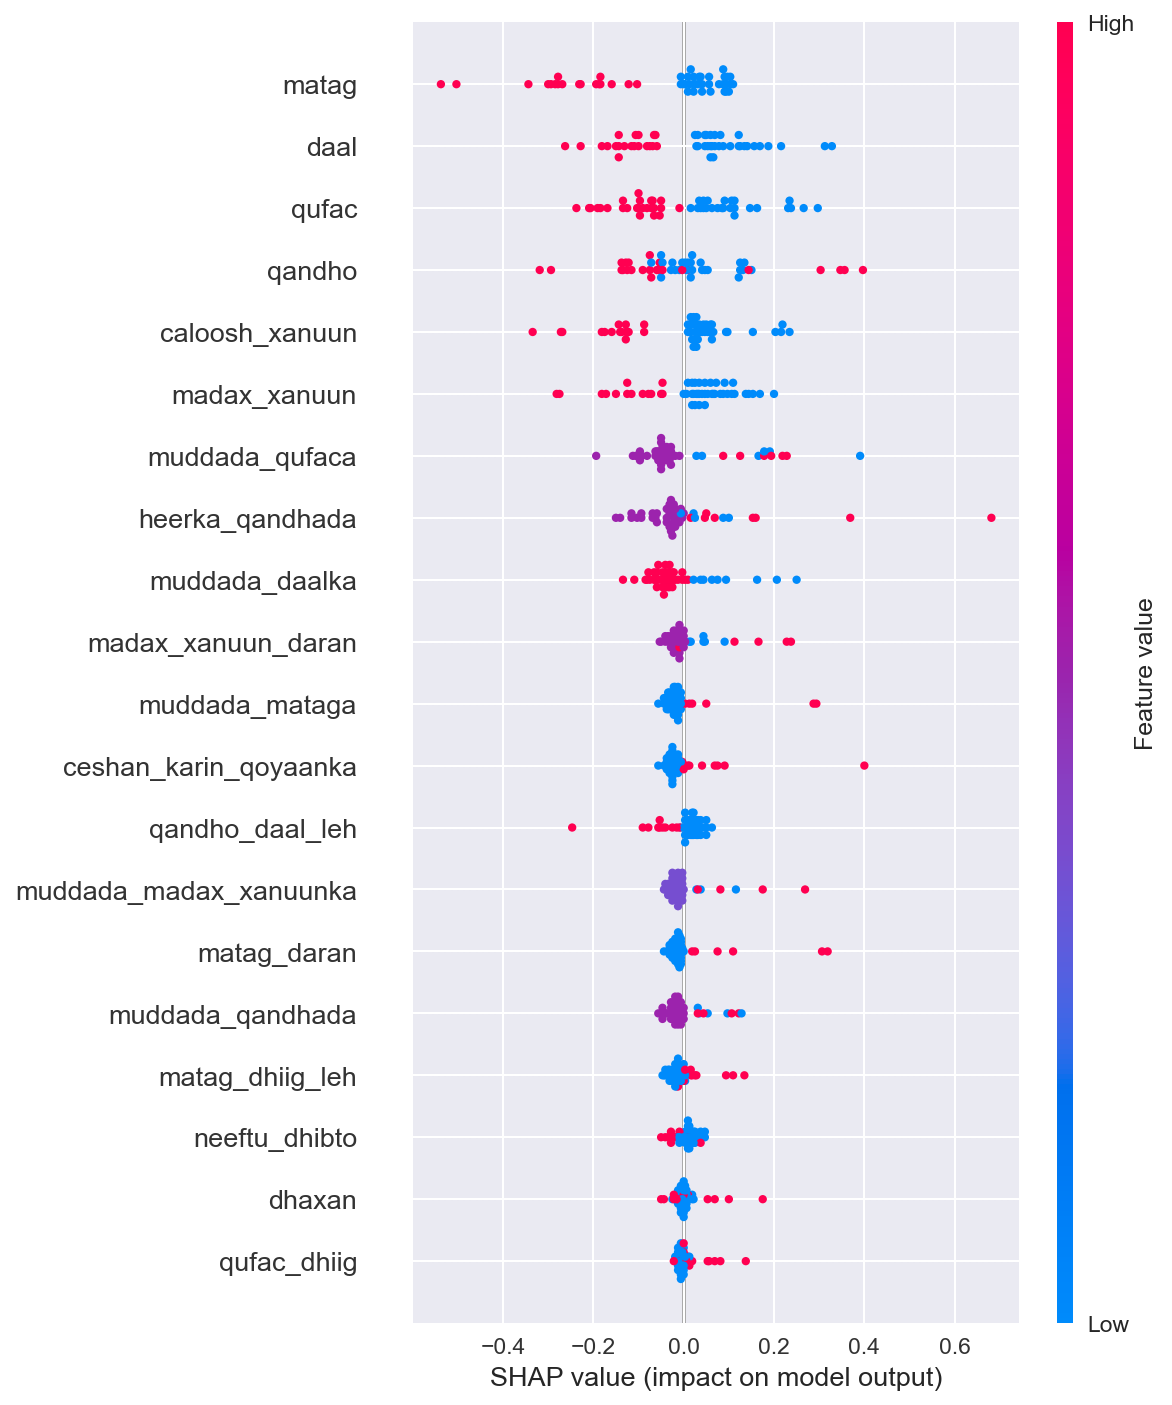 High
matag
daal
qufac
qandho
caloosh_xanuun
madax_xanuun
muddada_qufaca
heerka_qandhada
muddada_daalka
madax_xanuun_daran
muddada_mataga
ceshan_karin_qoyaanka
qandho_daal_leh
muddada_madax_xanuunka
matag_daran
muddada_qandhada
matag_dhiig_leh
neeftu_dhibto
dhaxan
qufac_dhiig
Feature value
Low
−0.4 −0.2 0.0 0.2 0.4 0.6
SHAP value (impact on model output)